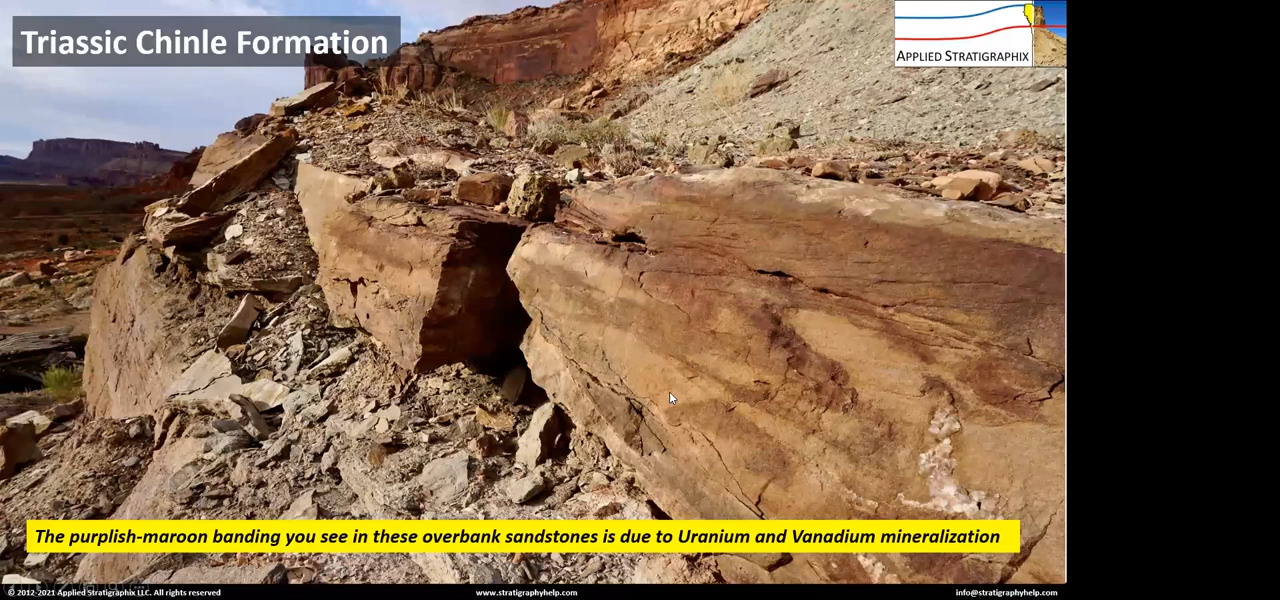 Triassic Chinle Formation
APPLIED STRATIGRAPHIX
The purplish-maroon banding you see in these overbank sandstones is due to Uranium and Vanadium mineralization
© 2012-2021 Applied Stratigraphix LLC. All rights reserved
www.stratigraphyhelp.com
info@stratigraphyhelp.com